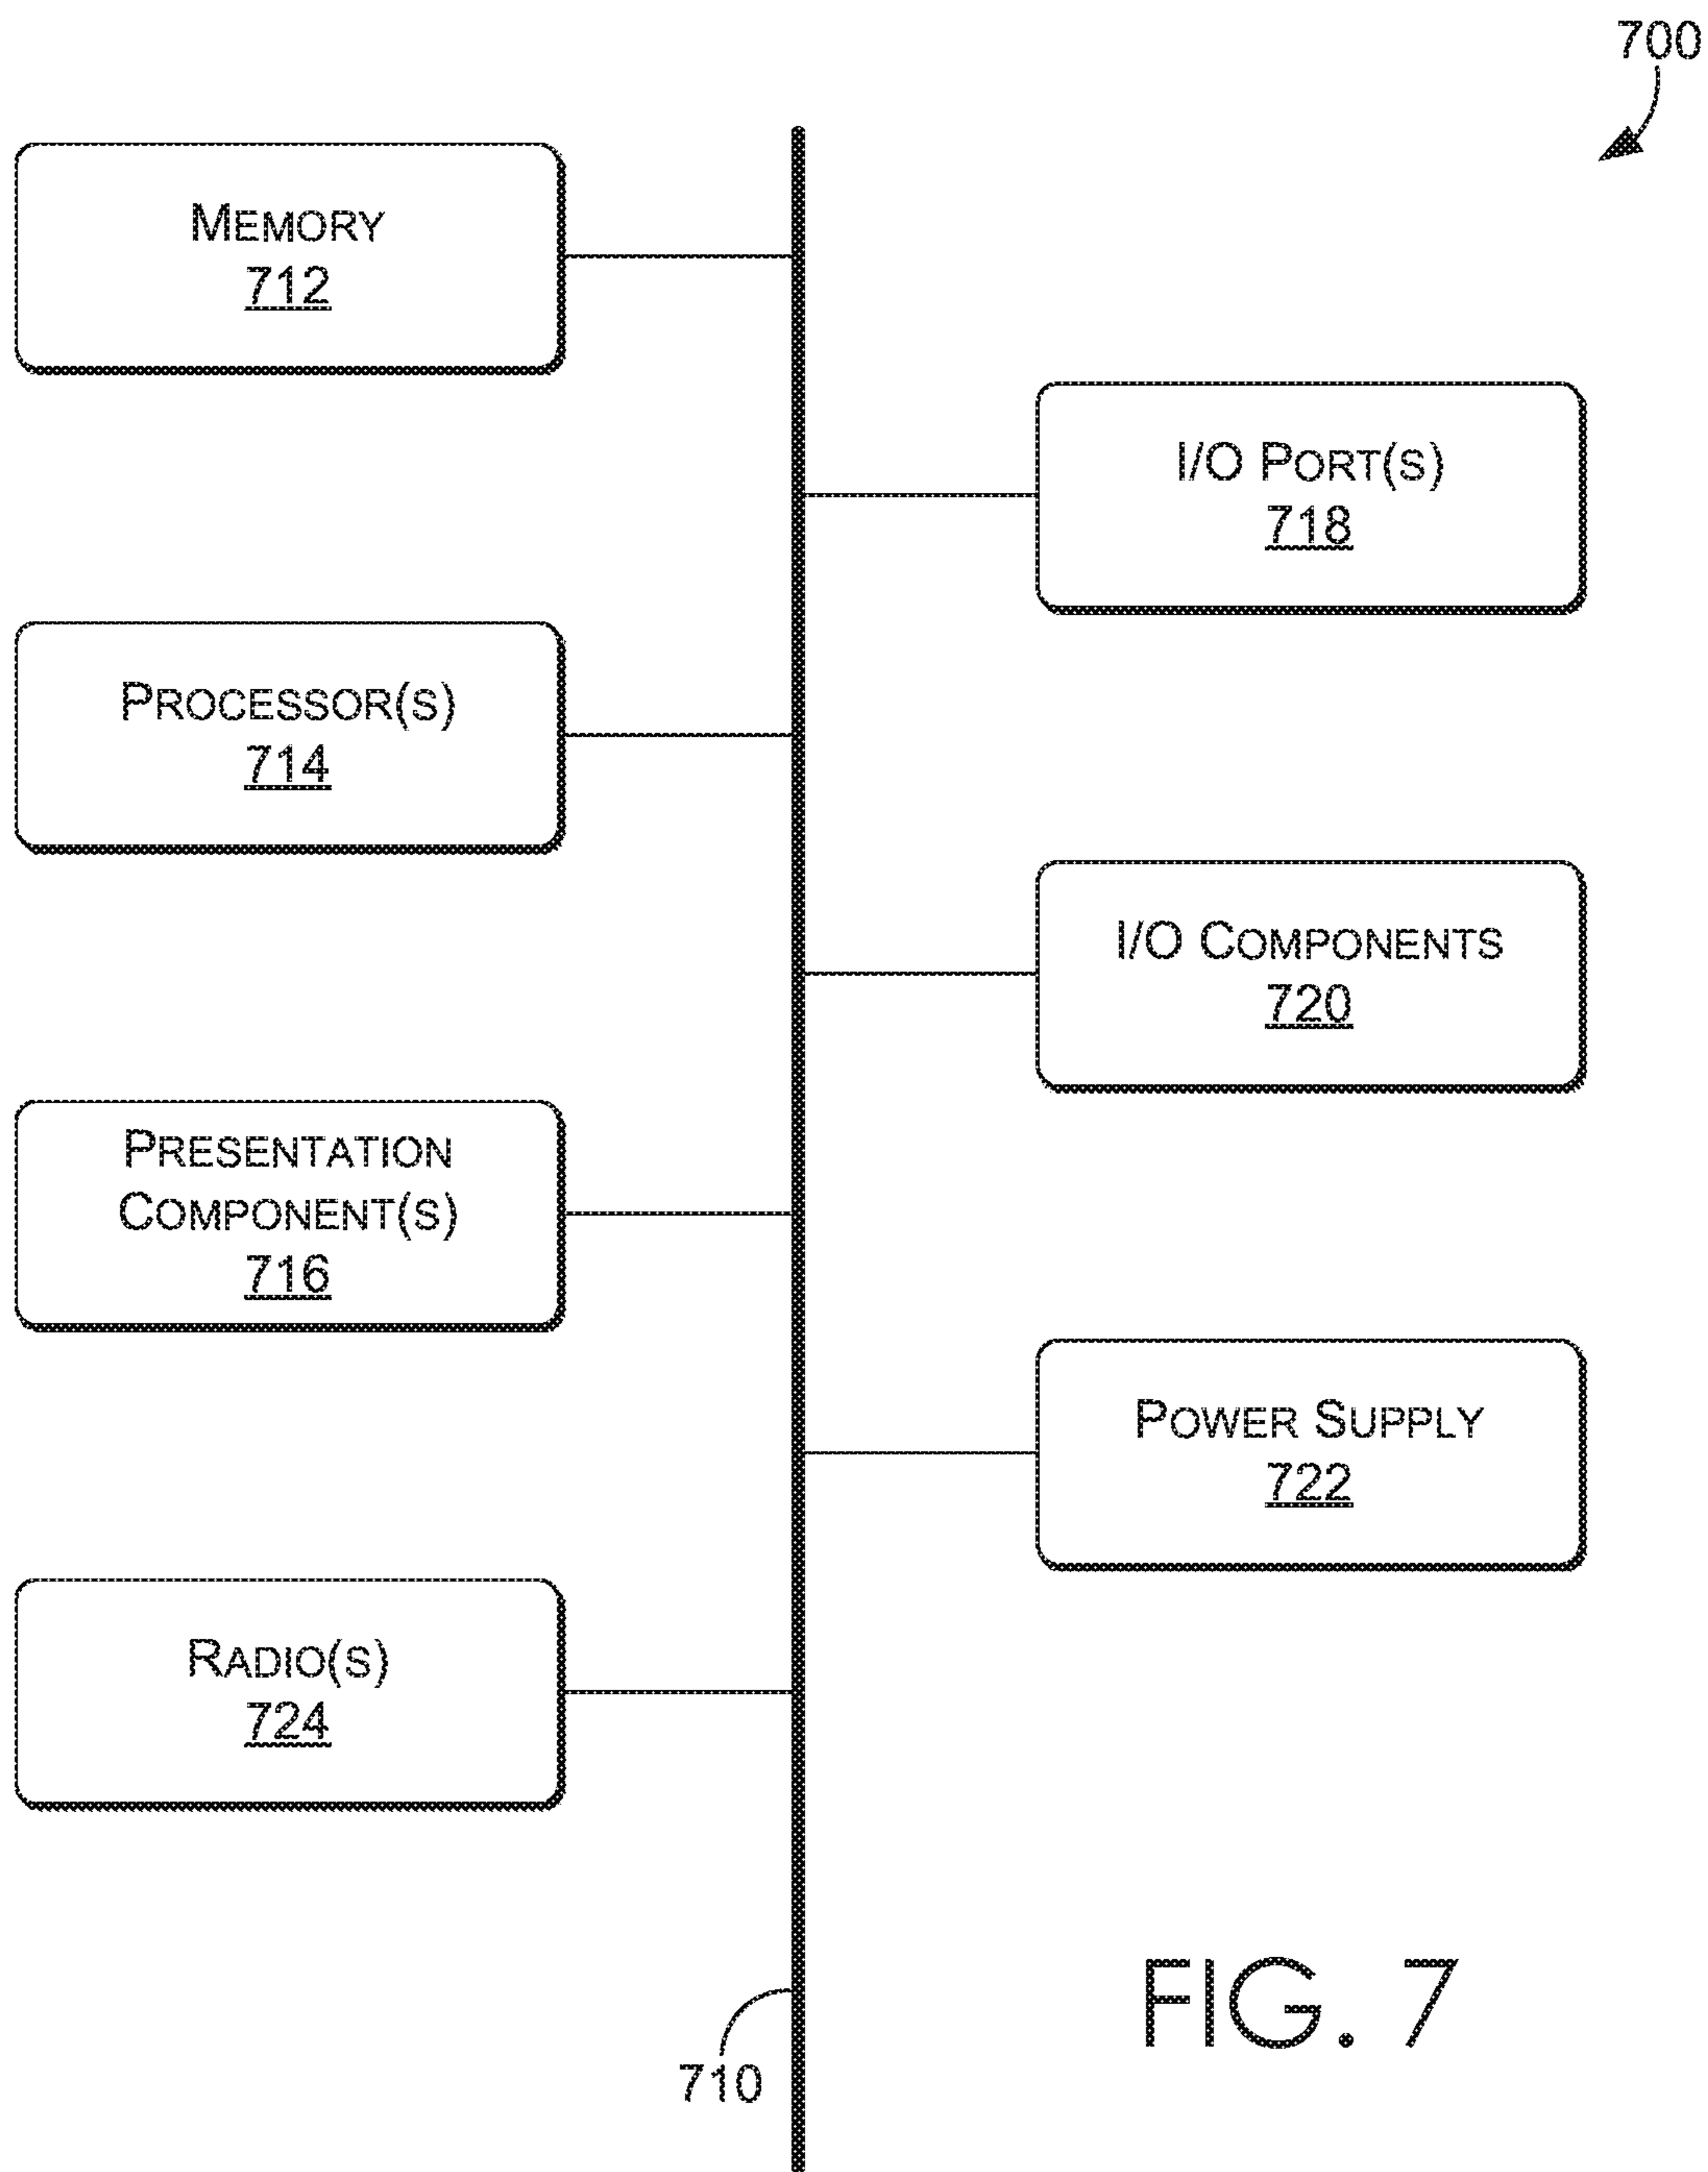 700
MEMORY
712
I/O PORT(S)
718
PROCESSOR(S)
714
I/O COMPONENTS
720
PRESENTATION
COMPONENT(S)
716
POWER SUPPLY
722
RADIO(S)
724
FIG. 7
710